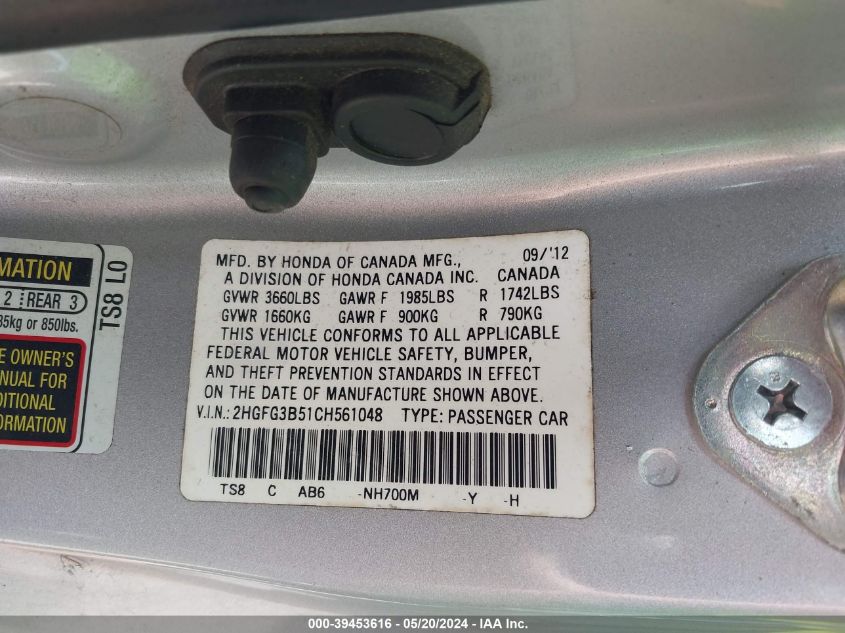 MFD. BY HONDA OF CANADA MFG., 09/'12
A DIVISION OF HONDA CANADA INC. CANADA
GVWR 3660LBS GAWR F 1985LBS R 1742LBS
GVWR 1660KG GAWR F 900KG R 790KG
THIS VEHICLE CONFORMS TO ALL APPLICABLE
FEDERAL MOTOR VEHICLE SAFETY, BUMPER,
AND THEFT PREVENTION STANDARDS IN EFFECT
ON THE DATE OF MANUFACTURE SHOWN ABOVE.
V.I.N.: 2HGFG3B51CH561048 TYPE: PASSENGER CAR
TS8 C AB6 -NH700M -Y -H
MATION
2 REAR 3
85kg or 850lbs.
E OWNER'S
NUAL FOR
DITIONAL
FORMATION
TS8 L0
000-39453616 - 05/20/2024 - IAA Inc.